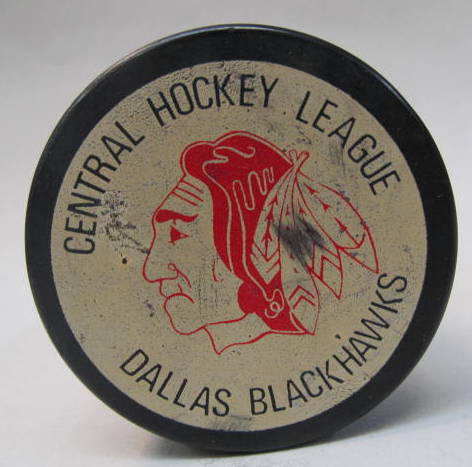 CENTRAL HOCKEY LEAGUE
DALLAS BLACKHAWKS